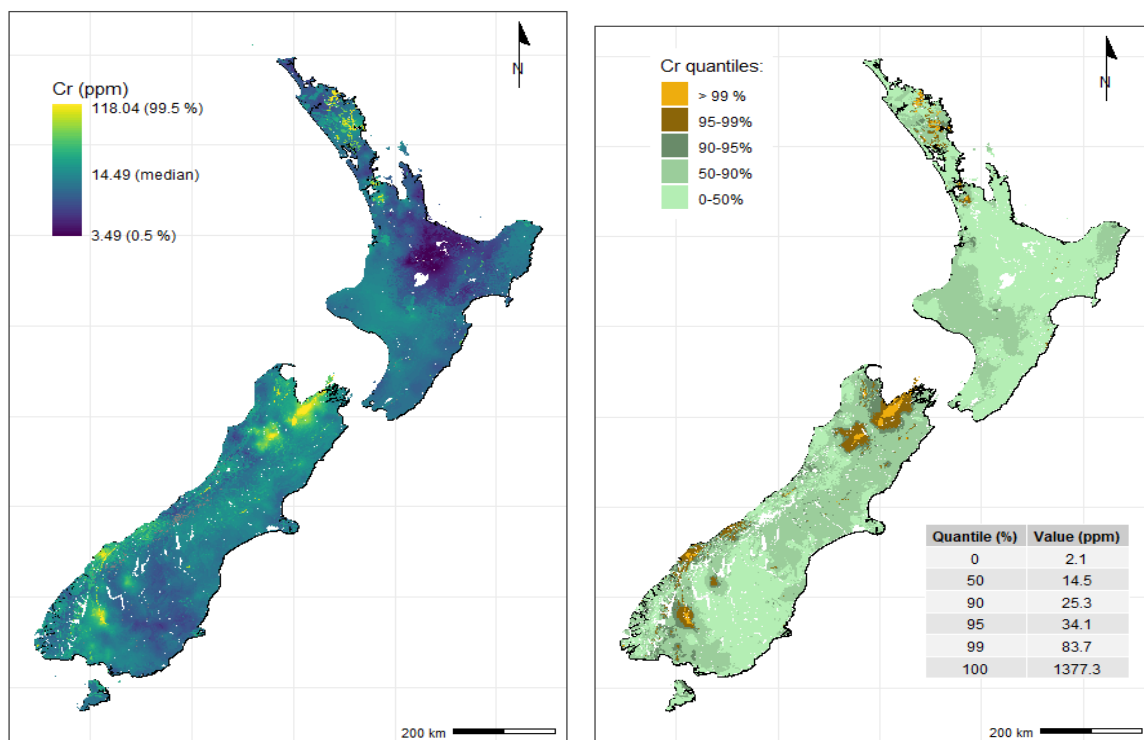 N
Cr (ppm)
118.04 (99.5 %)
14.49 (median)
3.49 (0.5 %)
200 km
N
Cr quantiles:
> 99 %
95-99%
90-95%
50-90%
0-50%
Quantile (%) Value (ppm)
0 2.1
50 14.5
90 25.3
95 34.1
99 83.7
100 1377.3
200 km